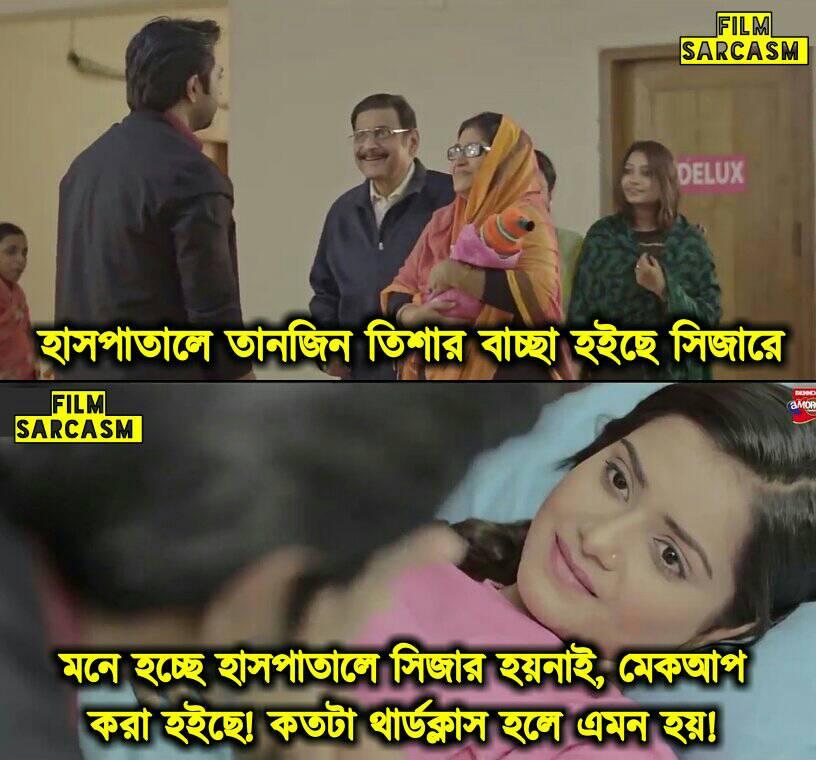 FILM
SARCASM
DELUX
হাসপাতালে তানজিন তিশার বাচ্ছা হইছে সিজারে
FILM
SARCASM
মনে হচ্ছে হাসপাতালে সিজার হয়নাই, মেকআপ
করা হইছে! কতটা থার্ডক্লাস হলে এমন হয়!